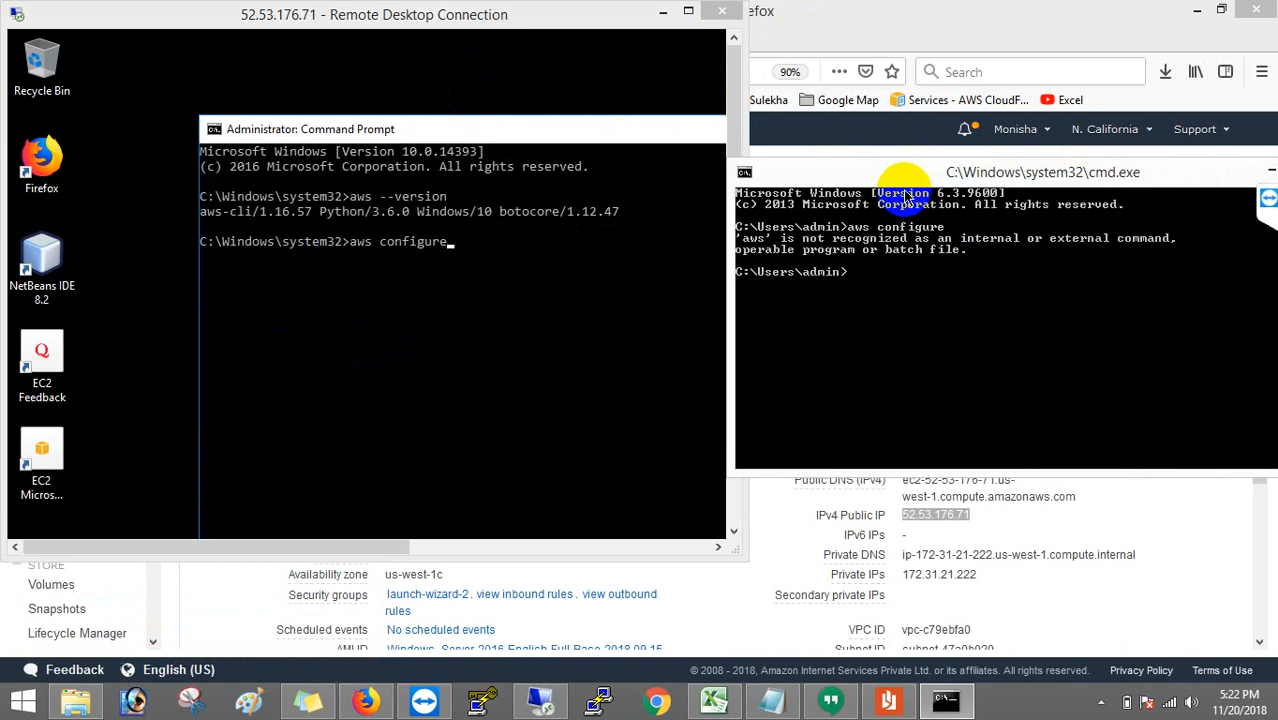 52.53.176.71 - Remote Desktop Connection
Recycle Bin
Firefox
NetBeans IDE
8.2
EC2
Feedback
EC2
Micros...
Administrator: Command Prompt
Microsoft Windows [Version 10.0.14393]
(c) 2016 Microsoft Corporation. All rights reserved.
C:\Windows\system32>aws --version
aws-cli/1.16.57 Python/3.6.0 Windows/10 botocore/1.12.47
C:\Windows\system32>aws configure
efox
90%
Search
Sulekha
Google Map
Services - AWS CloudF...
Excel
Monisha
N. California
Support
C:\Windows\system32\cmd.exe
Microsoft Windows [Version 6.3.9600]
(c) 2013 Microsoft Corporation. All rights reserved.
C:\Users\admin>aws configure
'aws' is not recognized as an internal or external command,
operable program or batch file.
C:\Users\admin>
Public DNS (IPv4)
ec2-52-53-176-71.us-
west-1.compute.amazonaws.com
IPv4 Public IP
52.53.176.71
IPv6 IPs
-
Private DNS
ip-172-31-21-222.us-west-1.compute.internal
Private IPs
172.31.21.222
Secondary private IPs
VPC ID
vpc-c79ebfa0
STORE
Volumes
Snapshots
Lifecycle Manager
Availability zone
us-west-1c
Security groups
launch-wizard-2. view inbound rules. view outbound
rules
Scheduled events
No scheduled events
Feedback
English (US)
© 2008 - 2018, Amazon Internet Services Private Ltd. or its affiliates. All rights reserved.
Privacy Policy
Terms of Use
5:22 PM
11/20/2018